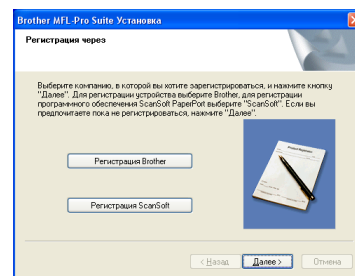 Brother MFL-Pro Suite Установка
Регистрация через
Выберите компанию, в которой вы хотите зарегистрироваться, и нажмите кнопку
"Далее". Для регистрации устройства выберите Brother, для регистрации
программного обеспечения ScanSoft PaperPort выберите "ScanSoft". Если вы
предпочитаете пока не регистрироваться, нажмите "Далее".
Регистрация Brother
Регистрация ScanSoft
< Назад
Далее >
Отмена